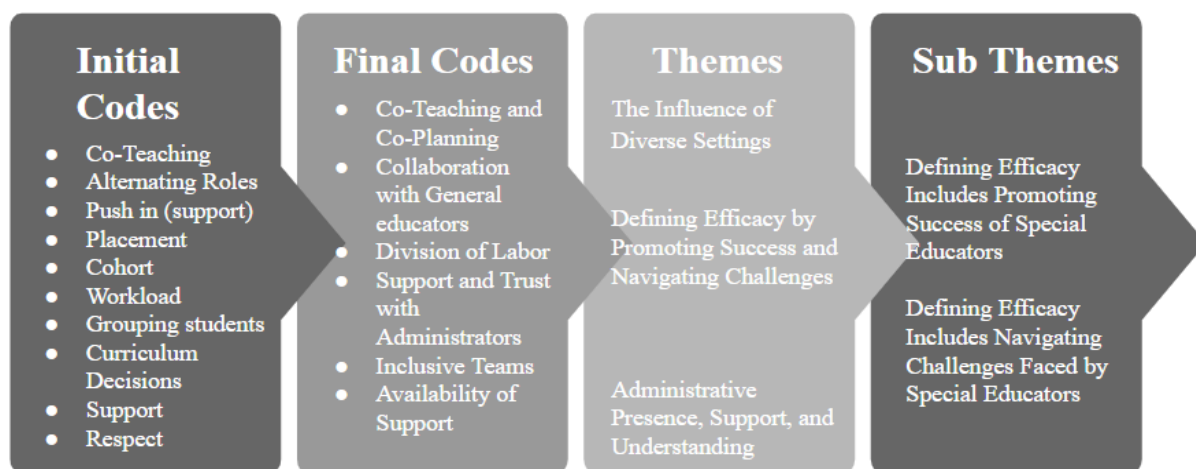 Initial
Codes
● Co-Teaching
● Alternating Roles
● Push in (support)
● Placement
● Cohort
● Workload
● Grouping students
● Curriculum
Decisions
● Support
● Respect
Final Codes
● Co-Teaching and
Co-Planning
● Collaboration
with General
educators
● Division of Labor
● Support and Trust
with
Administrators
● Inclusive Teams
● Availability of
Support
Themes
The Influence of
Diverse Settings
Defining Efficacy by
Promoting Success and
Navigating Challenges
Administrative
Presence, Support, and
Understanding
Sub Themes
Defining Efficacy
Includes Promoting
Success of Special
Educators
Defining Efficacy
Includes Navigating
Challenges Faced by
Special Educators